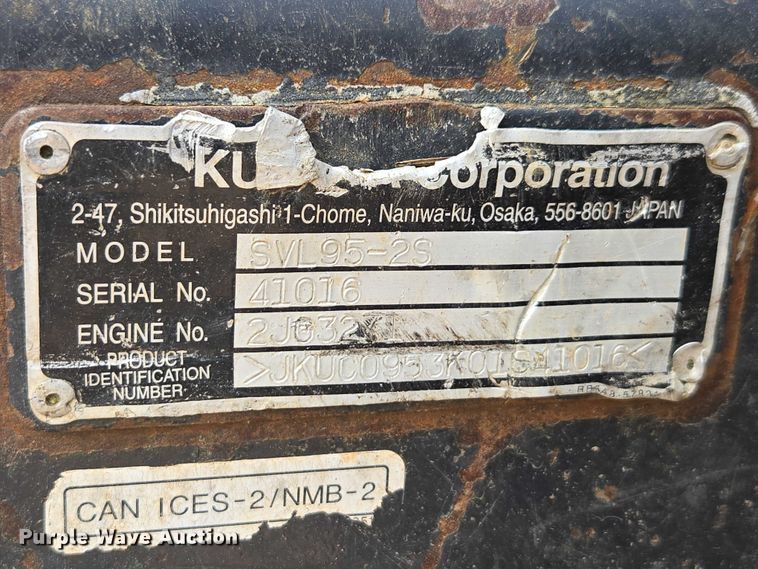 Corporation
2-47, Shikitsuhigashi 1-Chome, Naniwa-ku, Osaka, 556-8601 JAPAN
MODEL SVL95-2S
SERIAL No. 41016
ENGINE No.
PRODUCT IDENTIFICATION NUMBER >JKUC0953K01S41016<
CAN ICES-2/NMB-2
Purple Wave Auction